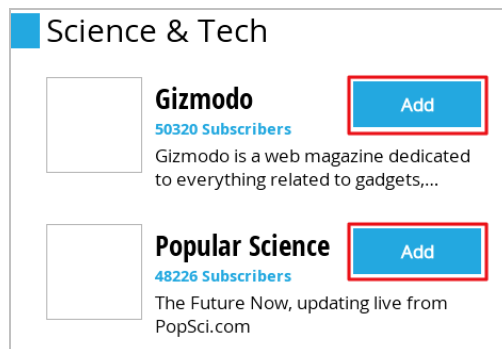 Science & Tech
Gizmodo
Add
50320 Subscribers
Gizmodo is a web magazine dedicated
to everything related to gadgets,...
Popular Science
Add
48226 Subscribers
The Future Now, updating live from
PopSci.com